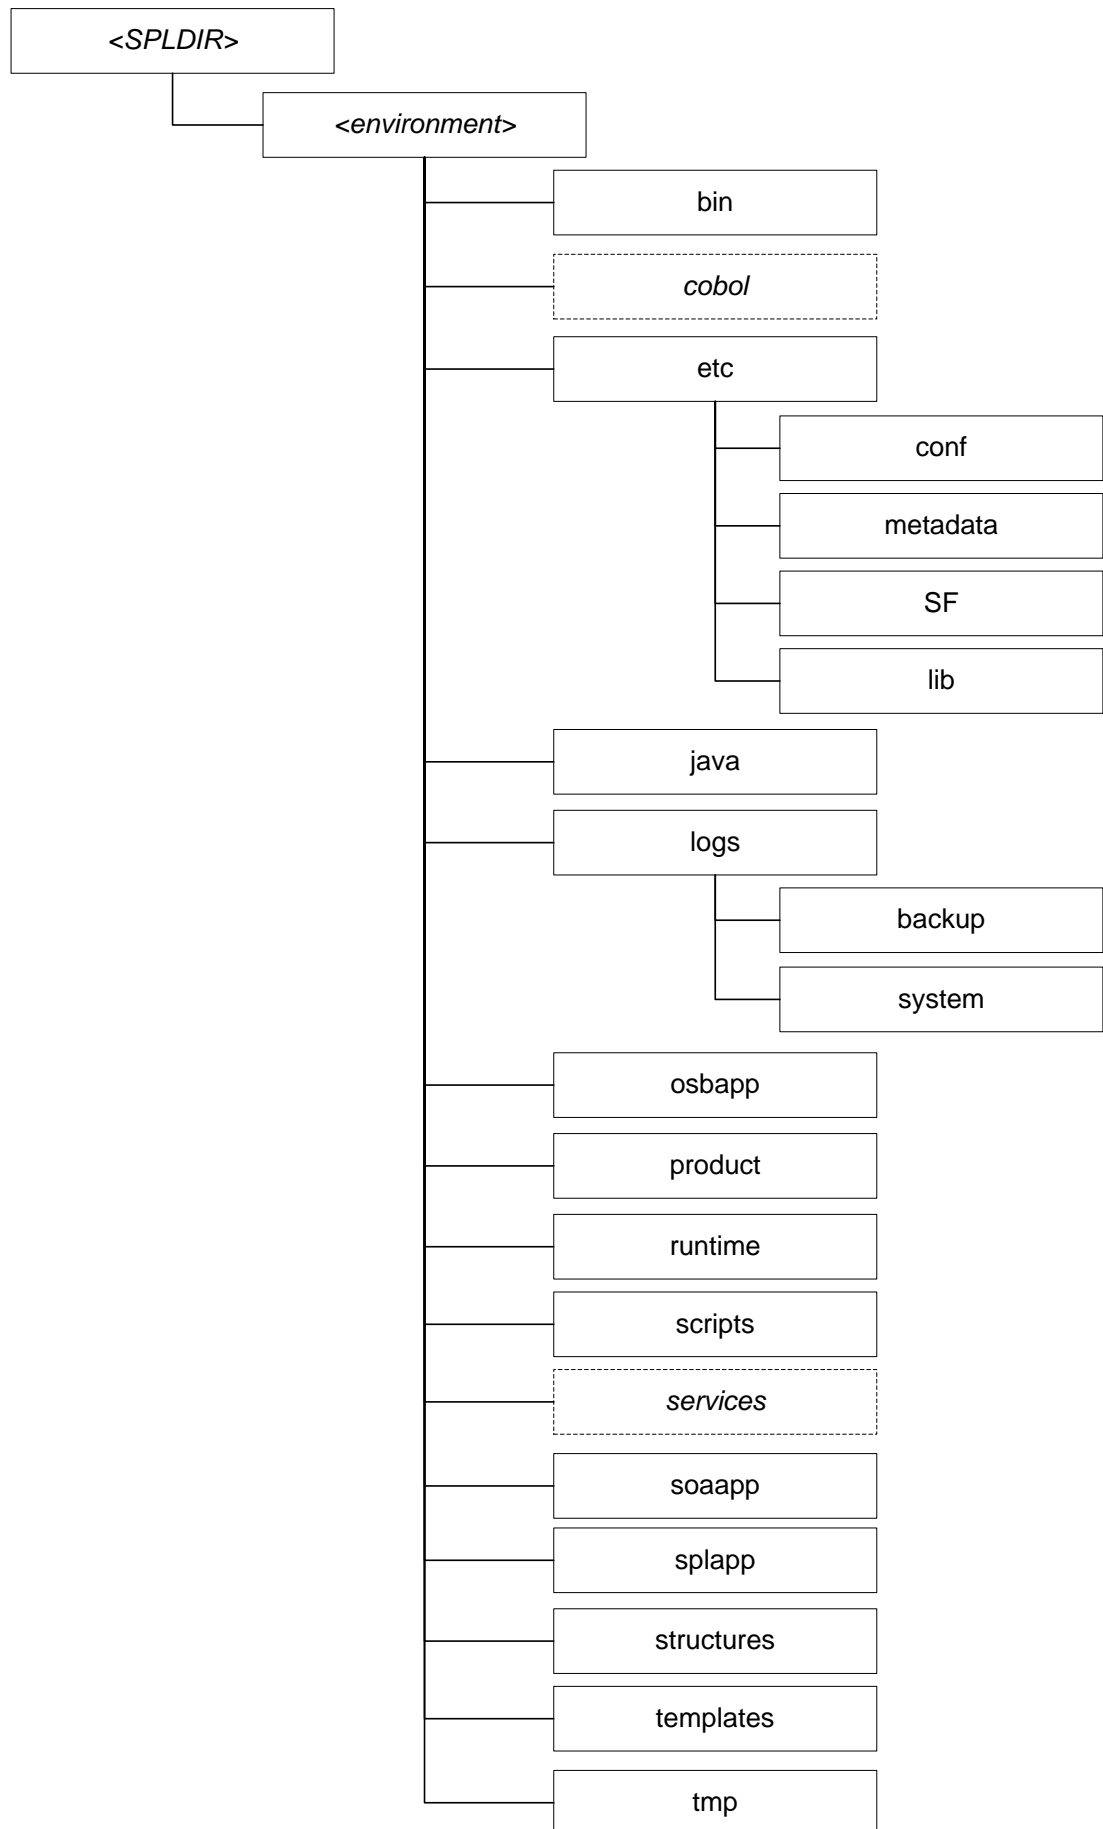 <SPLDIR>
<environment>
bin
cobol
etc
conf
metadata
SF
lib
java
logs
backup
system
osbapp
product
runtime
scripts
services
soaapp
splapp
structures
templates
tmp